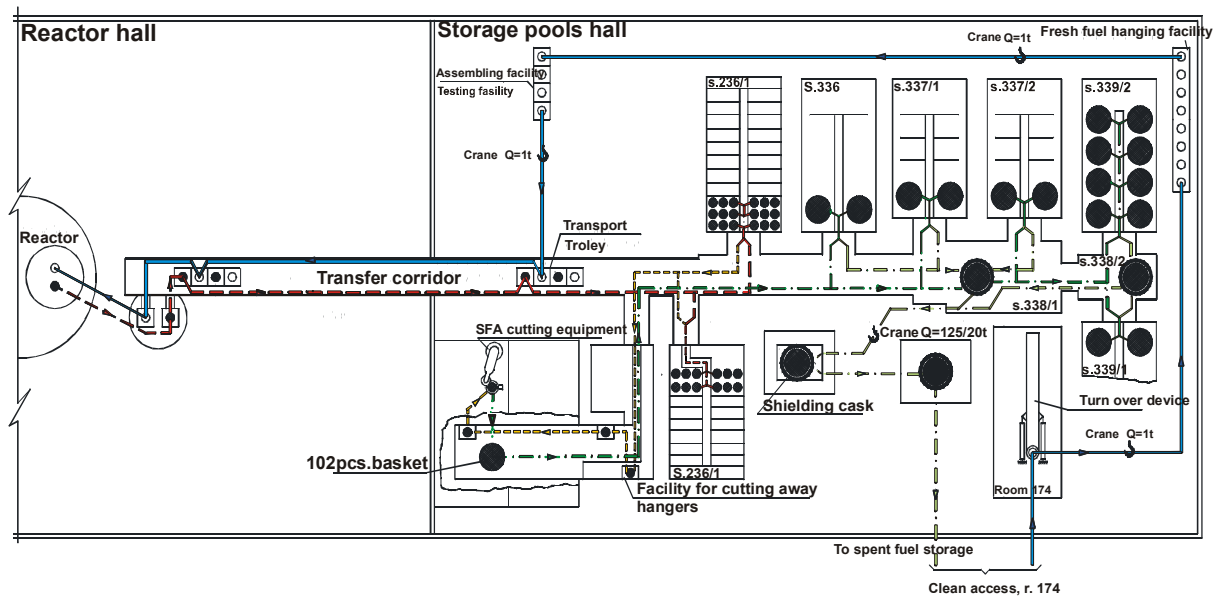 Reactor hall
Storage pools hall
Crane Q=1t
Fresh fuel hanging facility
Assembling facility
Testing fasility
s.236/1
S.336
s.337/1
s.337/2
s.339/2
Crane Q=1t
Reactor
Transport
Troley
Transfer corridor
s.338/2
s.338/1
SFA cutting equipment
Crane Q=125/20t
s.339/1
Shielding cask
Turn over device
Crane Q=1t
102pcs.basket
S.236/1
Facility for cutting away
hangers
Room 174
To spent fuel storage
Clean access, r. 174